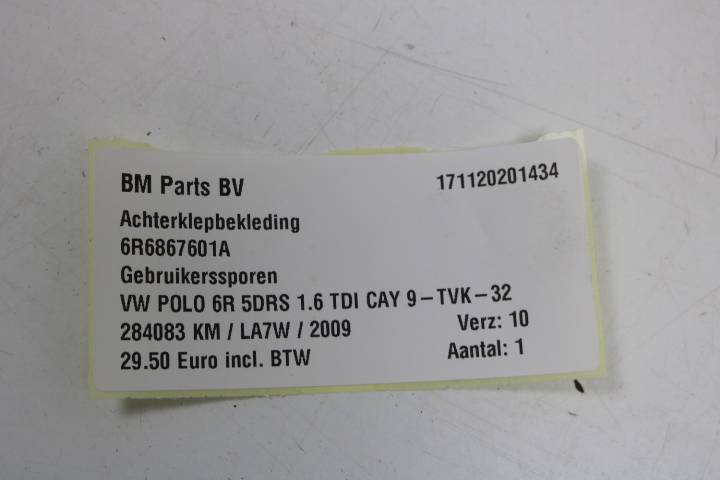 BM Parts BV 171120201434
Achterklepbekleding
6R6867601A
Gebruikerssporen
VW POLO 6R 5DRS 1.6 TDI CAY 9-TVK-32
284083 KM / LA7W / 2009 Verz: 10
29.50 Euro incl. BTW Aantal: 1